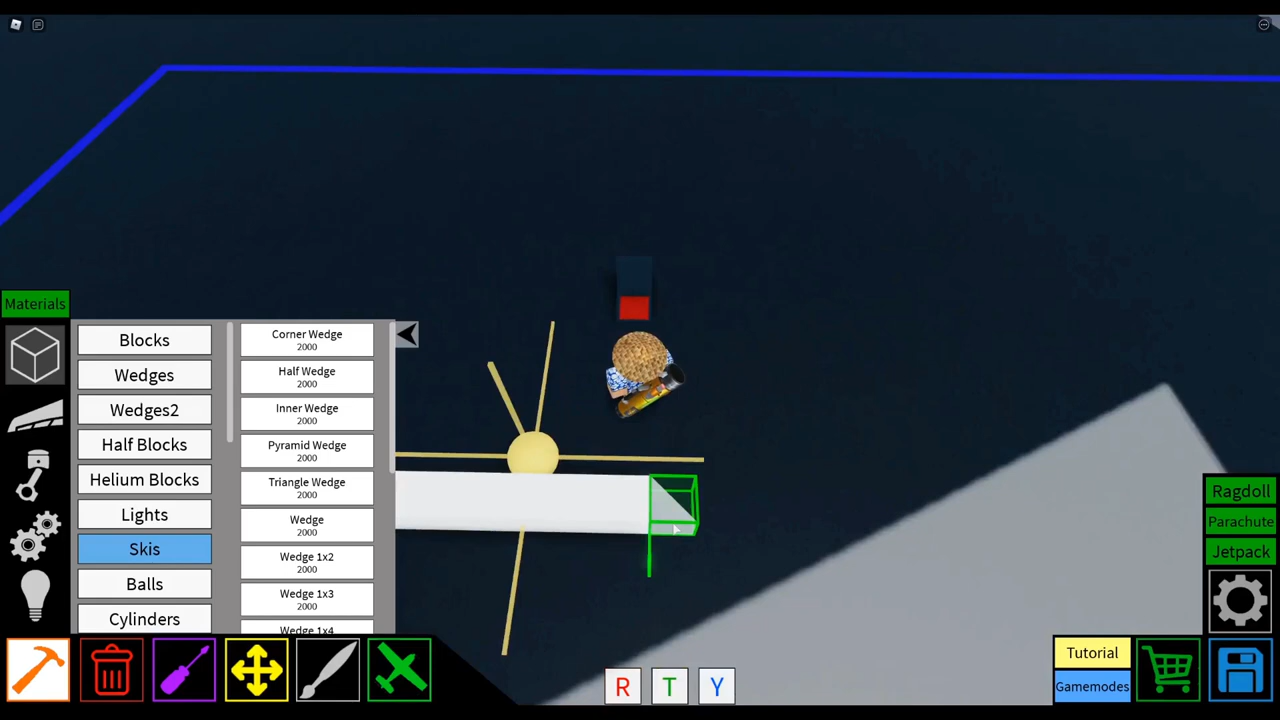 Materials
Blocks
Wedges
Wedges2
Half Blocks
Helium Blocks
Lights
Skis
Balls
Cylinders
Corner Wedge
2000
Half Wedge
2000
Inner Wedge
2000
Pyramid Wedge
2000
Triangle Wedge
2000
Wedge
2000
Wedge 1x2
2000
Wedge 1x3
2000
Wedge 1x4
Ragdoll
Parachute
Jetpack
Tutorial
Gamemodes
R T Y